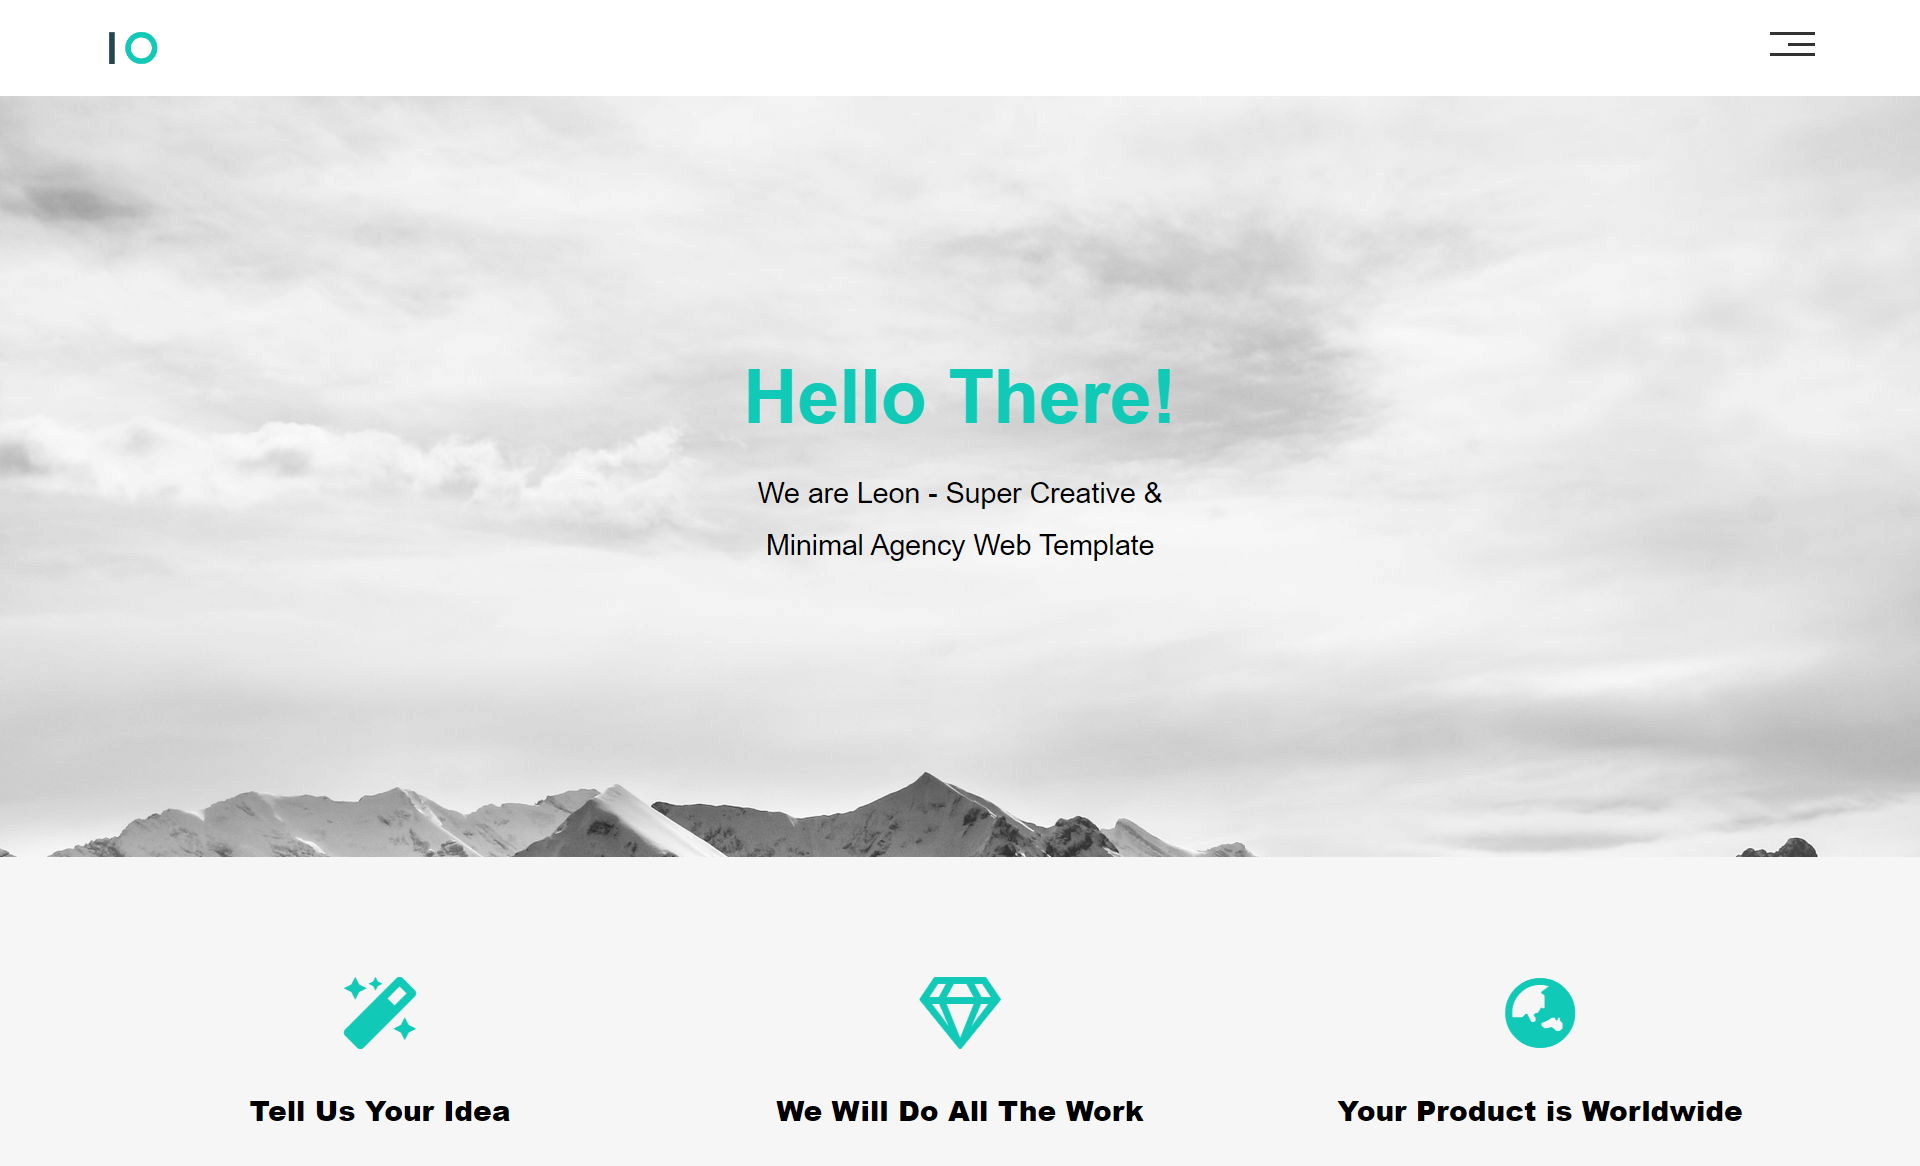 IO
Hello There!
We are Leon - Super Creative &
Minimal Agency Web Template
Tell Us Your Idea
We Will Do All The Work
Your Product is Worldwide